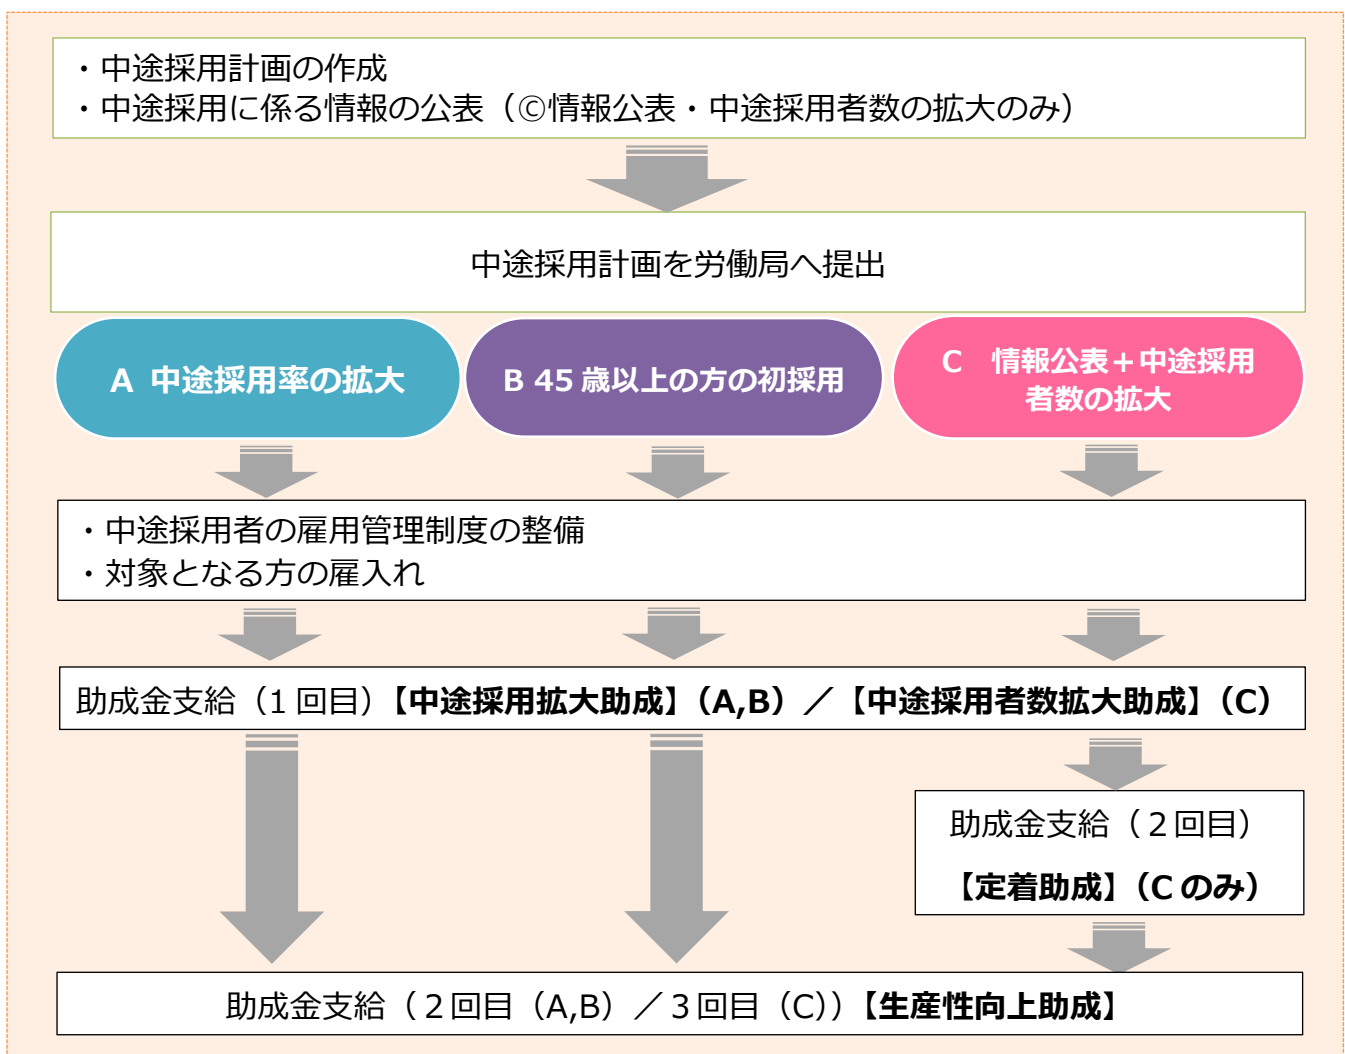 ・中途採用計画の作成
・中途採用に係る情報の公表（Ⓒ情報公表・中途採用者数の拡大のみ）
中途採用計画を労働局へ提出
A 中途採用率の拡大
B 45 歳以上の方の初採用
C　情報公表＋中途採用
者数の拡大
・中途採用者の雇用管理制度の整備
・対象となる方の雇入れ
助成金支給（1 回目）【中途採用拡大助成】（A,B）／【中途採用者数拡大助成】（C）
助成金支給（２回目）
【定着助成】（C のみ）
助成金支給（２回目（A,B）／３回目（C））【生産性向上助成】